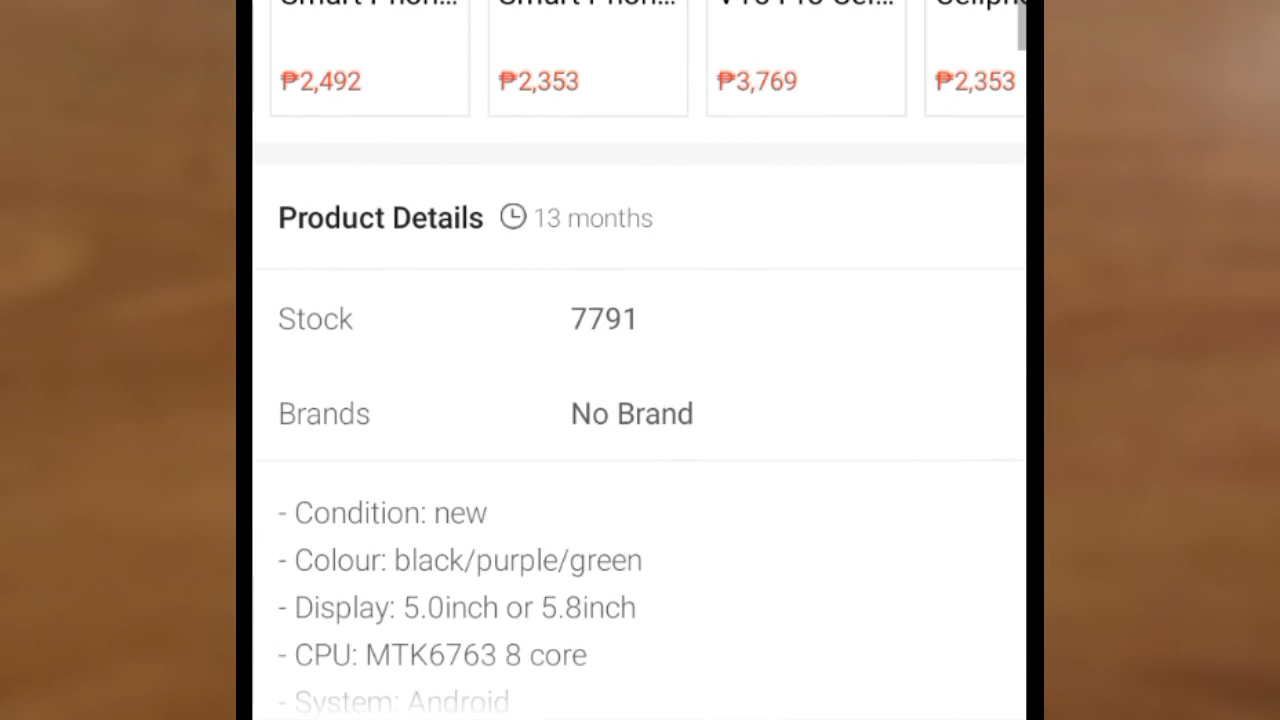 ₱2,492 ₱2,353 ₱3,769 ₱2,353
Product Details 13 months
Stock 7791
Brands No Brand
- Condition: new
- Colour: black/purple/green
- Display: 5.0inch or 5.8inch
- CPU: MTK6763 8 core
- System: Android